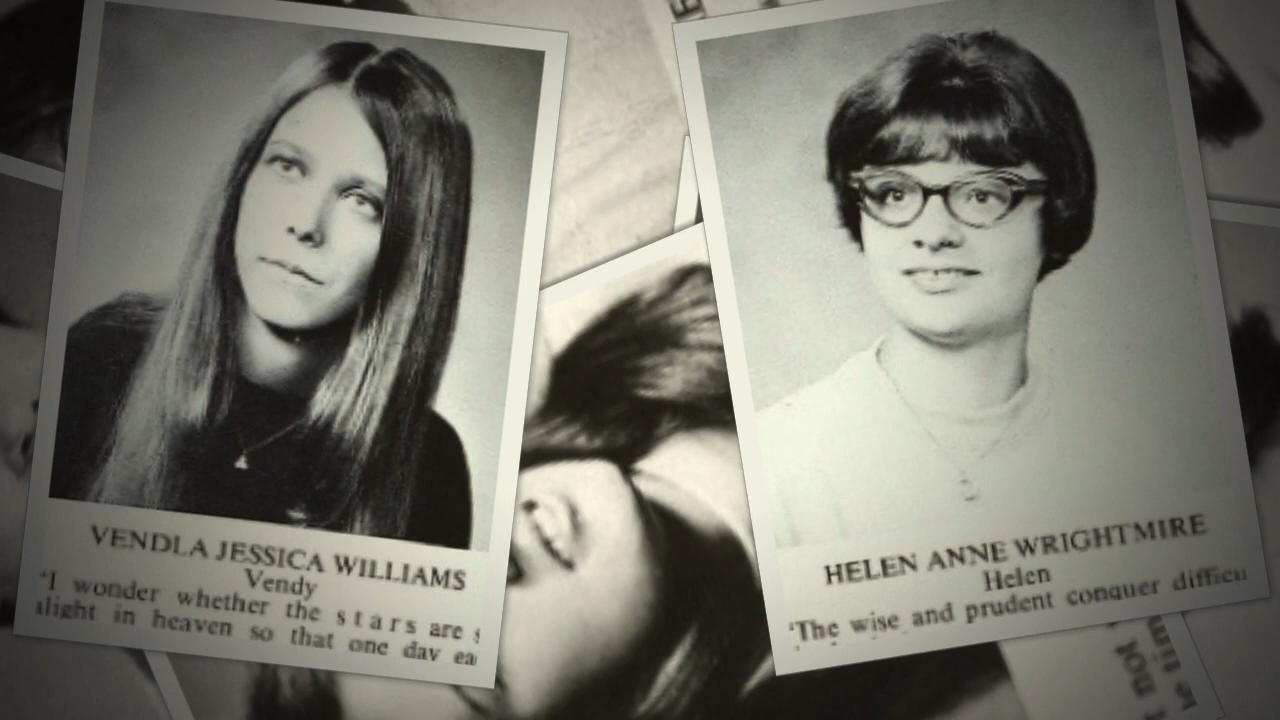 VENDLA JESSICA WILLIAMS
Vendy
"I wonder whether the stars are
alight in heaven so that one day
HELEN ANNE WRIGHTMIRE
Helen
"The wise and prudent conquer
not